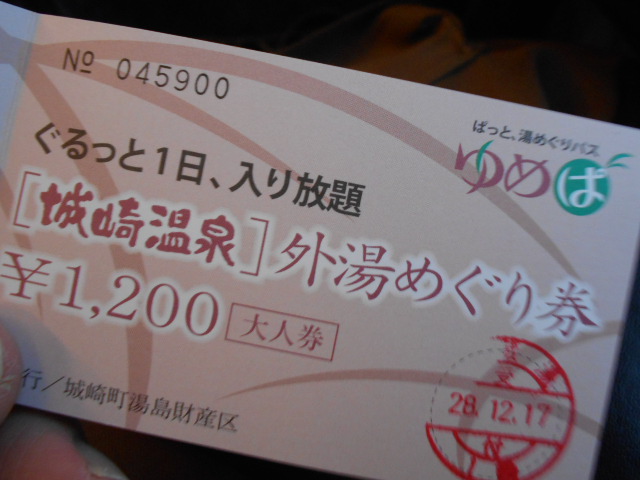 № 045900
ぱっと、湯めぐりパス
ゆめぱ
ぐるっと1日、入り放題
[城崎温泉]外湯めぐり券
¥1,200 大人券
行／城崎町湯島財産区
28.12.17